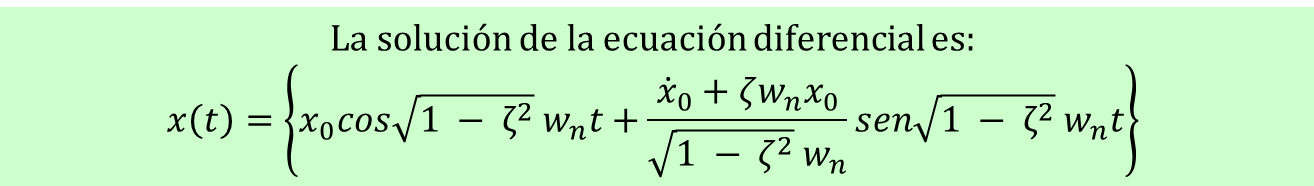 La solución de la ecuación diferencial es:
x(t) = {x₀cos√(1 − ζ²) wₙt + (ẋ₀ + ζwₙx₀)/(√(1 − ζ²) wₙ) sen√(1 − ζ²) wₙt}